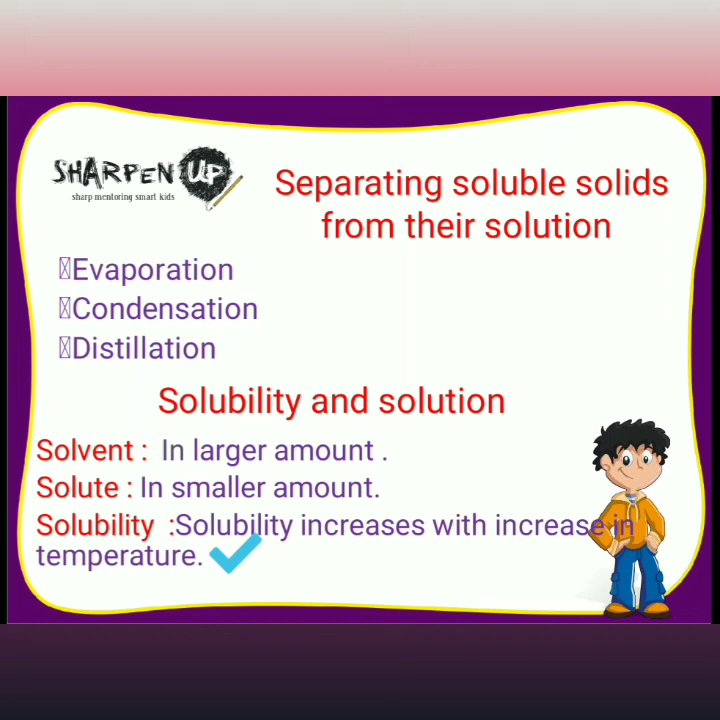 SHARPEN UP
sharp mentoring smart kids
Separating soluble solids
from their solution
Evaporation
Condensation
Distillation
Solubility and solution
Solvent : In larger amount .
Solute : In smaller amount.
Solubility :Solubility increases with increase in
temperature.